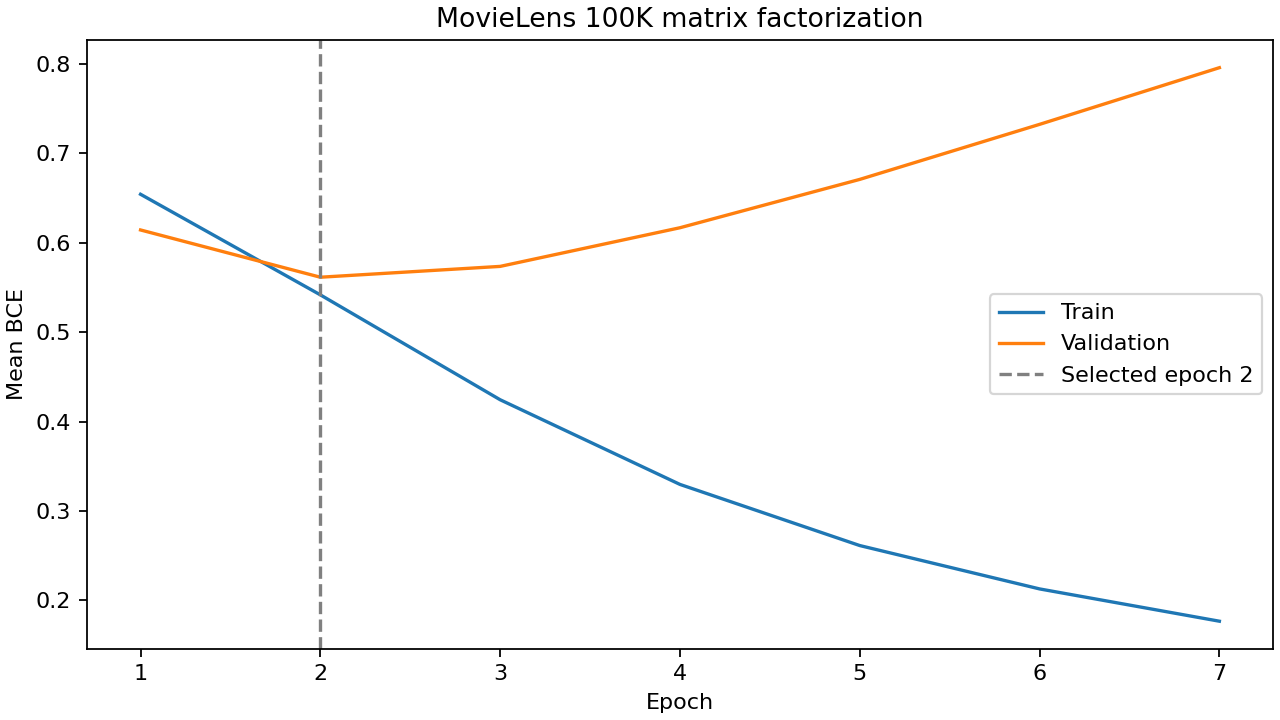 MovieLens 100K matrix factorization
Mean BCE
0.8
0.7
0.6
0.5
0.4
0.3
0.2
Train
Validation
Selected epoch 2
1 2 3 4 5 6 7
Epoch